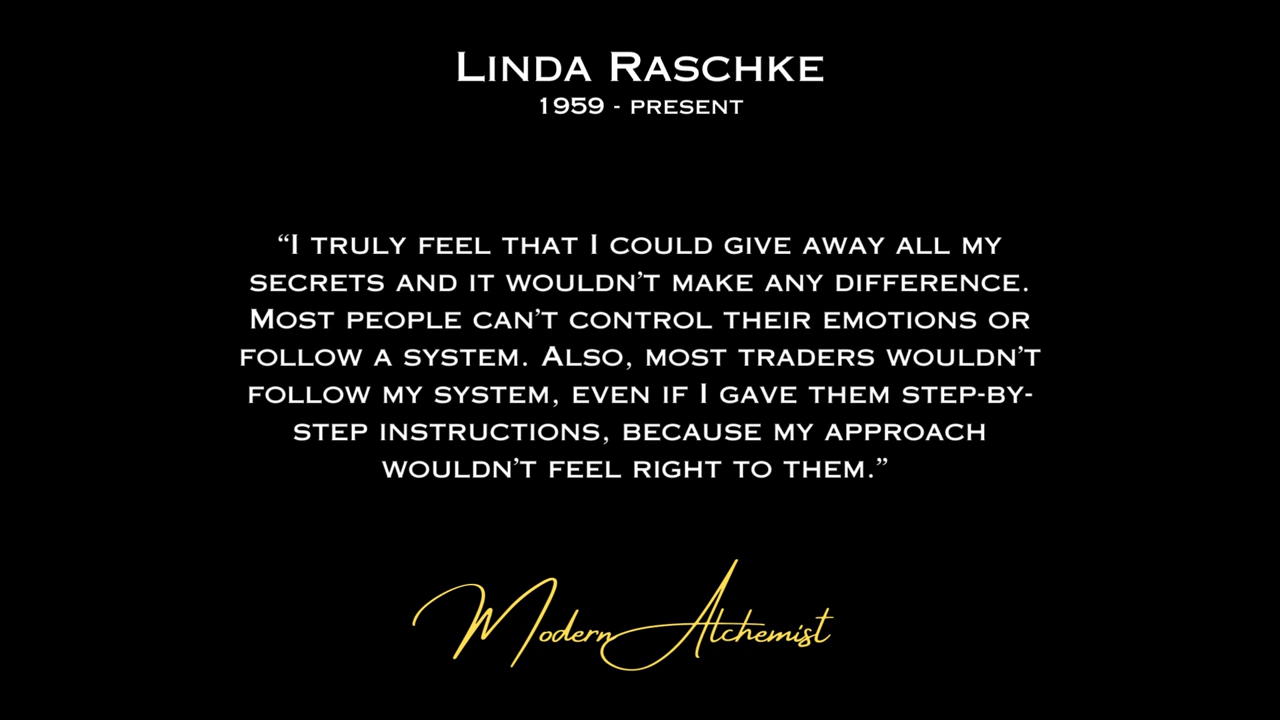 Linda Raschke
1959 - present
“I truly feel that I could give away all my
secrets and it wouldn’t make any difference.
Most people can’t control their emotions or
follow a system. Also, most traders wouldn’t
follow my system, even if I gave them step-by-
step instructions, because my approach
wouldn’t feel right to them.”
Modern Alchemist